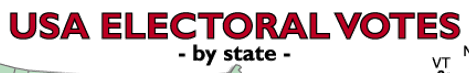 USA ELECTORAL VOTES
- by state -
VT